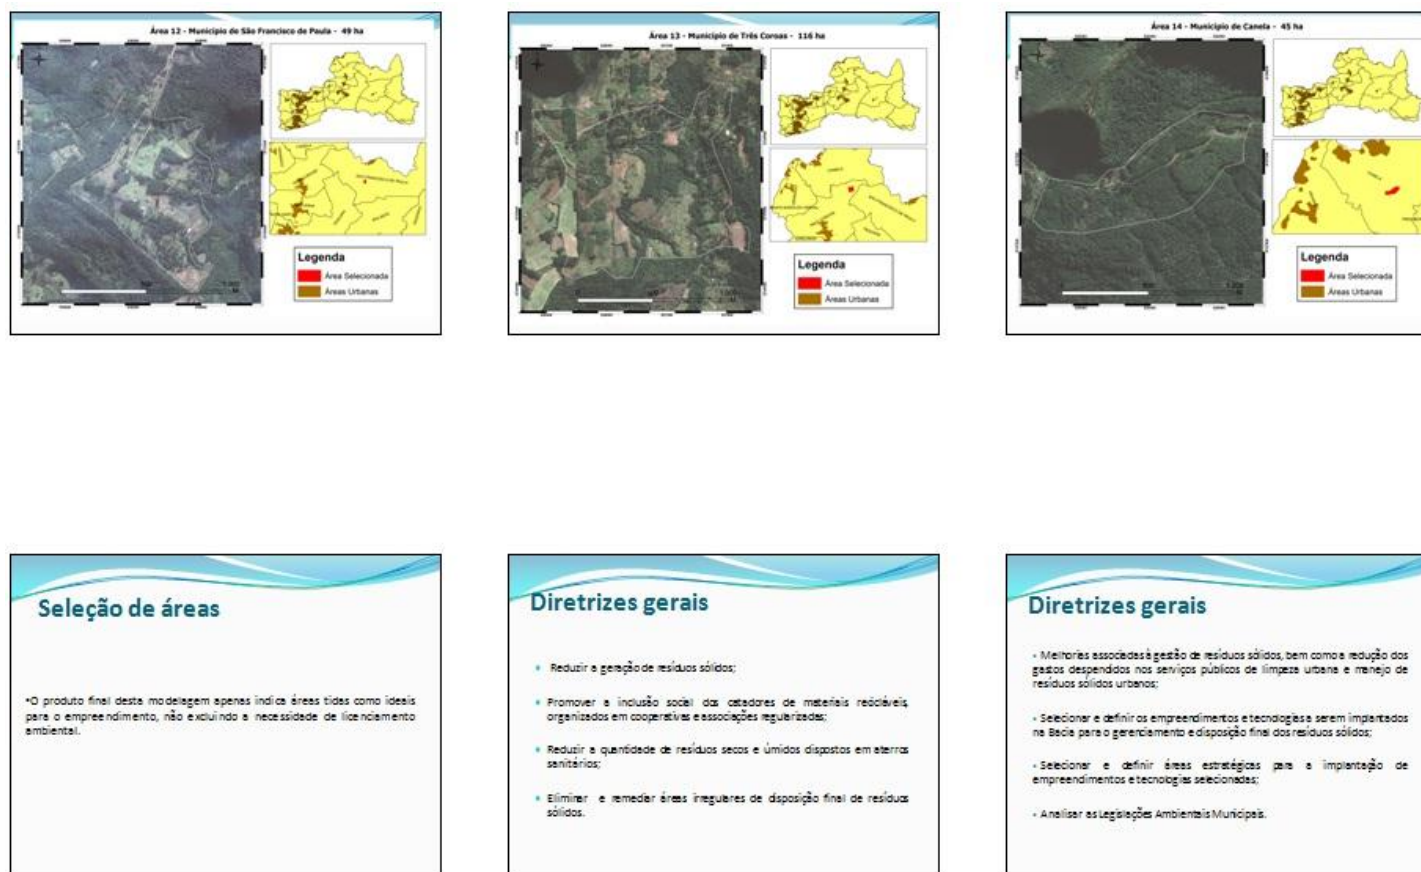 Área 12 - Município de São Francisco de Paula - 49 ha
Legenda
Área Selecionada
Áreas Urbanas
Área 13 - Município de Três Coroas - 116 ha
Legenda
Área Selecionada
Áreas Urbanas
Área 14 - Município de Canela - 45 ha
Legenda
Área Selecionada
Áreas Urbanas
Seleção de áreas
•O produto final desta modelagem apenas indica áreas tidas como ideais
para o empreendimento, não excluindo a necessidade de licenciamento
ambiental.
Diretrizes gerais
• Reduzir a geração de resíduos sólidos;
• Promover a inclusão social dos catadores de materiais recicláveis,
organizados em cooperativas e associações regularizadas;
• Reduzir a quantidade de resíduos secos e úmidos dispostos em aterros
sanitários;
• Eliminar e remediar áreas irregulares de disposição final de resíduos
sólidos.
Diretrizes gerais
• Melhorias associadas à gestão de resíduos sólidos, bem como a redução dos
gastos despendidos nos serviços públicos de limpeza urbana e manejo de
resíduos sólidos urbanos;
• Selecionar e definir os empreendimentos e tecnologias a serem implantados
na Bacia para o gerenciamento e disposição final dos resíduos sólidos;
• Selecionar e definir áreas estratégicas para a implantação de
empreendimentos e tecnologias selecionadas;
• Analisar as Legislações Ambientais Municipais.